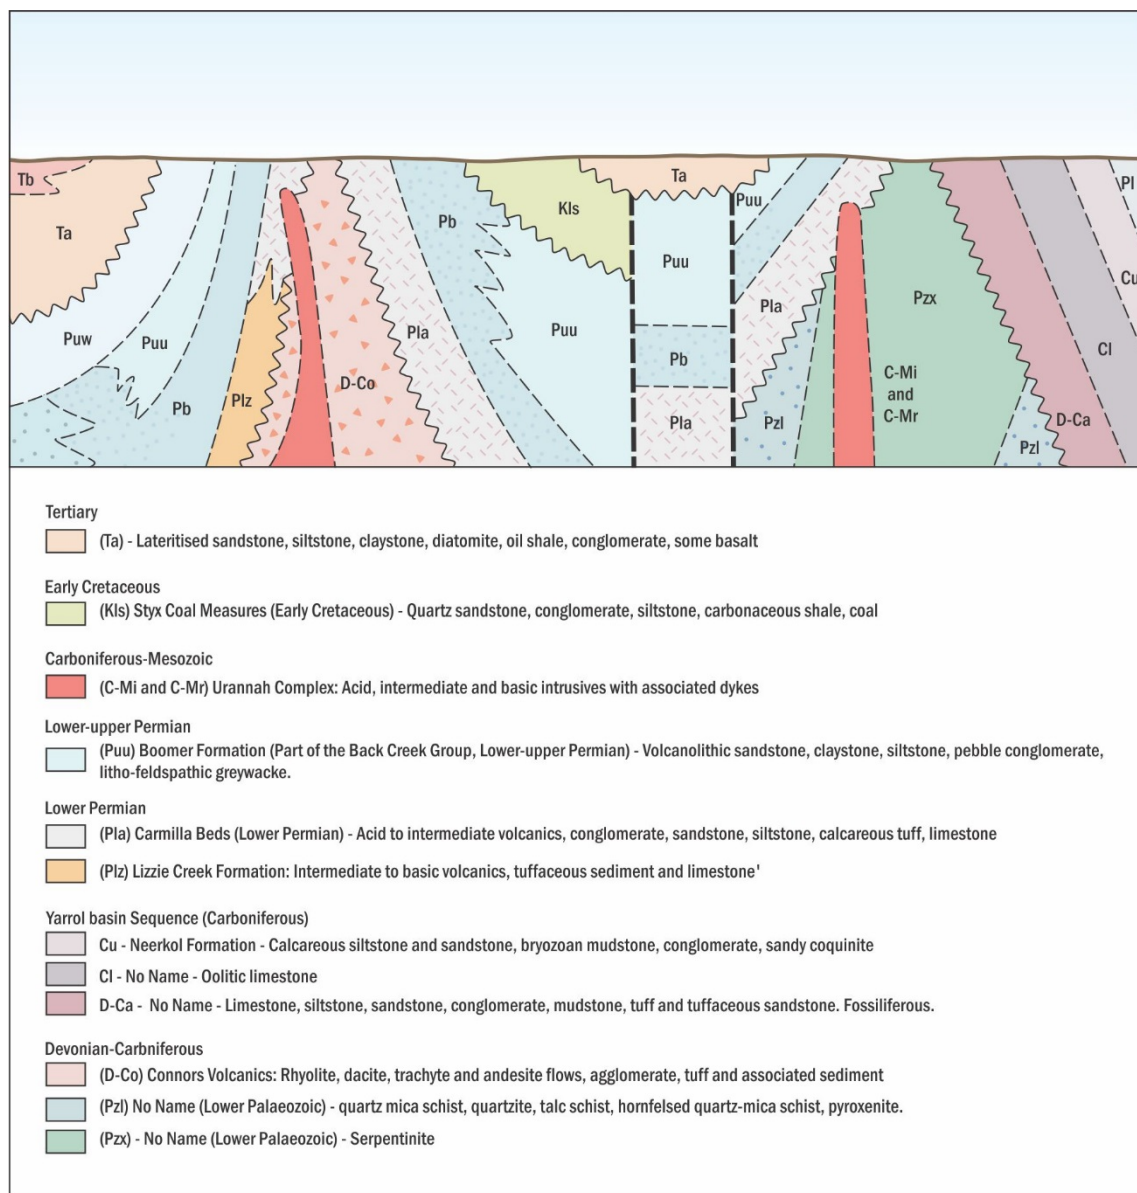 Tb
Ta
Puw
Puu
Pb
Plz
D-Co
Pla
Pb
Kls
Puu
Ta
Puu
Pb
Pla
Puu
Pla
Pzl
Pzx
C-Mi
and
C-Mr
Pzl
D-Ca
Cl
Cu
Pl
Tertiary
(Ta) - Lateritised sandstone, siltstone, claystone, diatomite, oil shale, conglomerate, some basalt
Early Cretaceous
(Kls) Styx Coal Measures (Early Cretaceous) - Quartz sandstone, conglomerate, siltstone, carbonaceous shale, coal
Carboniferous-Mesozoic
(C-Mi and C-Mr) Urannah Complex: Acid, intermediate and basic intrusives with associated dykes
Lower-upper Permian
(Puu) Boomer Formation (Part of the Back Creek Group, Lower-upper Permian) - Volcanolithic sandstone, claystone, siltstone, pebble conglomerate,
litho-feldspathic greywacke.
Lower Permian
(Pla) Carmilla Beds (Lower Permian) - Acid to intermediate volcanics, conglomerate, sandstone, siltstone, calcareous tuff, limestone
(Plz) Lizzie Creek Formation: Intermediate to basic volcanics, tuffaceous sediment and limestone'
Yarrol basin Sequence (Carboniferous)
Cu - Neerkol Formation - Calcareous siltstone and sandstone, bryozoan mudstone, conglomerate, sandy coquinite
Cl - No Name - Oolitic limestone
D-Ca - No Name - Limestone, siltstone, sandstone, conglomerate, mudstone, tuff and tuffaceous sandstone. Fossiliferous.
Devonian-Carbniferous
(D-Co) Connors Volcanics: Rhyolite, dacite, trachyte and andesite flows, agglomerate, tuff and associated sediment
(Pzl) No Name (Lower Palaeozoic) - quartz mica schist, quartzite, talc schist, hornfelsed quartz-mica schist, pyroxenite.
(Pzx) - No Name (Lower Palaeozoic) - Serpentinite